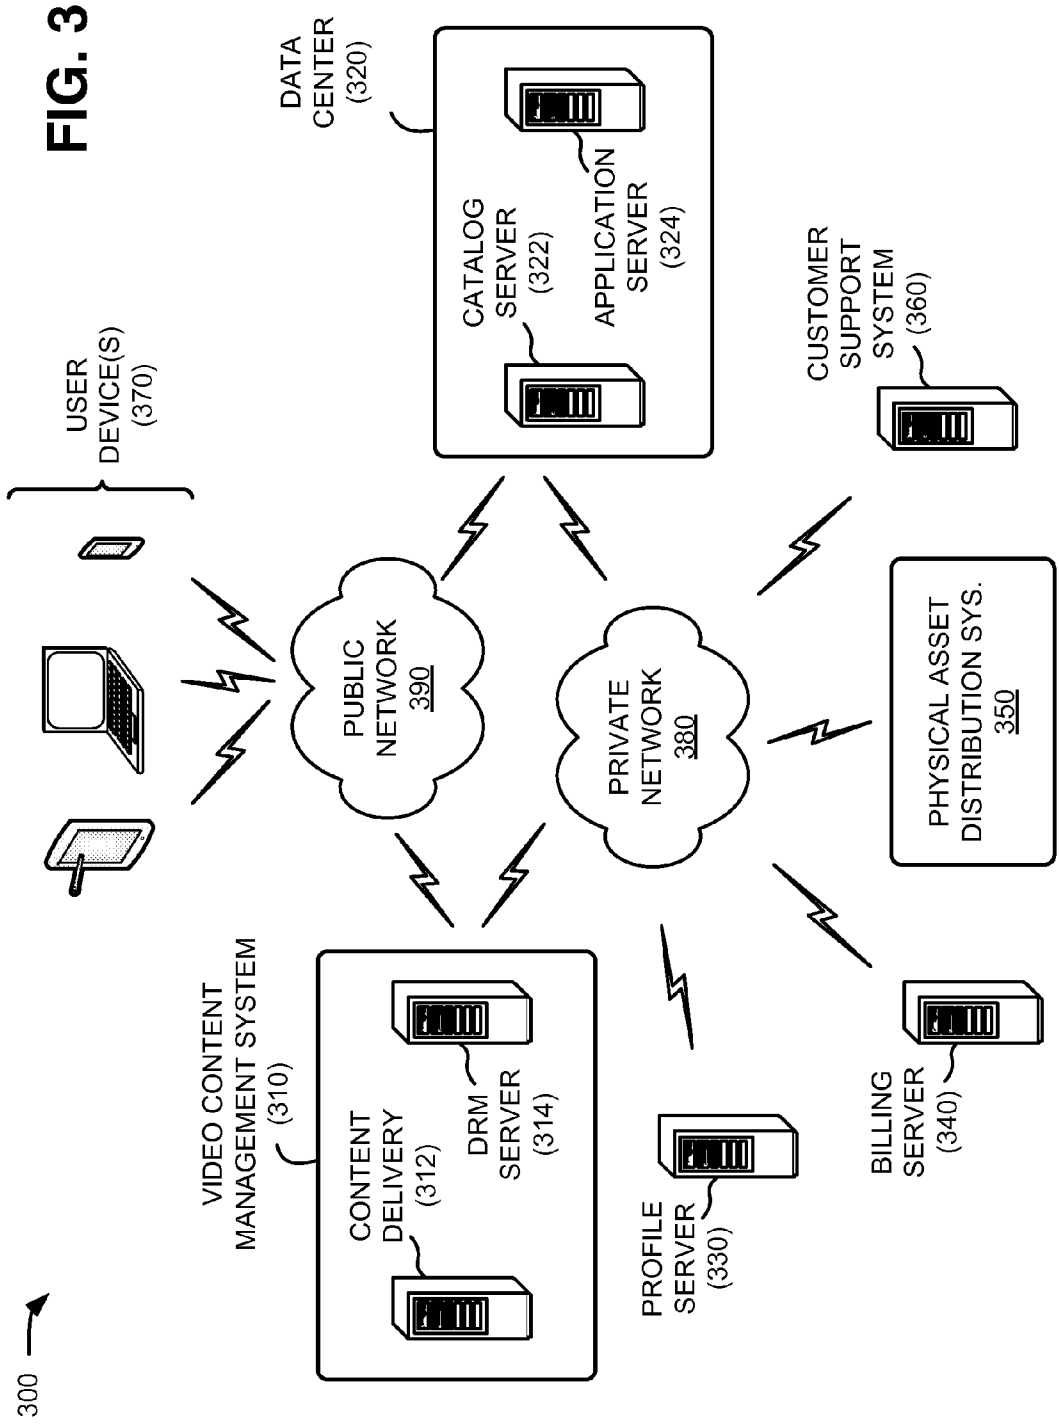 300
USER
DEVICE(S)
(370)
FIG. 3
VIDEO CONTENT
MANAGEMENT SYSTEM
(310)
CONTENT
DELIVERY
(312)
DRM
SERVER
(314)
PUBLIC
NETWORK
390
DATA
CENTER
(320)
CATALOG
SERVER
(322)
APPLICATION
SERVER
(324)
PRIVATE
NETWORK
380
PROFILE
SERVER
(330)
BILLING
SERVER
(340)
PHYSICAL ASSET
DISTRIBUTION SYS.
350
CUSTOMER
SUPPORT
SYSTEM
(360)